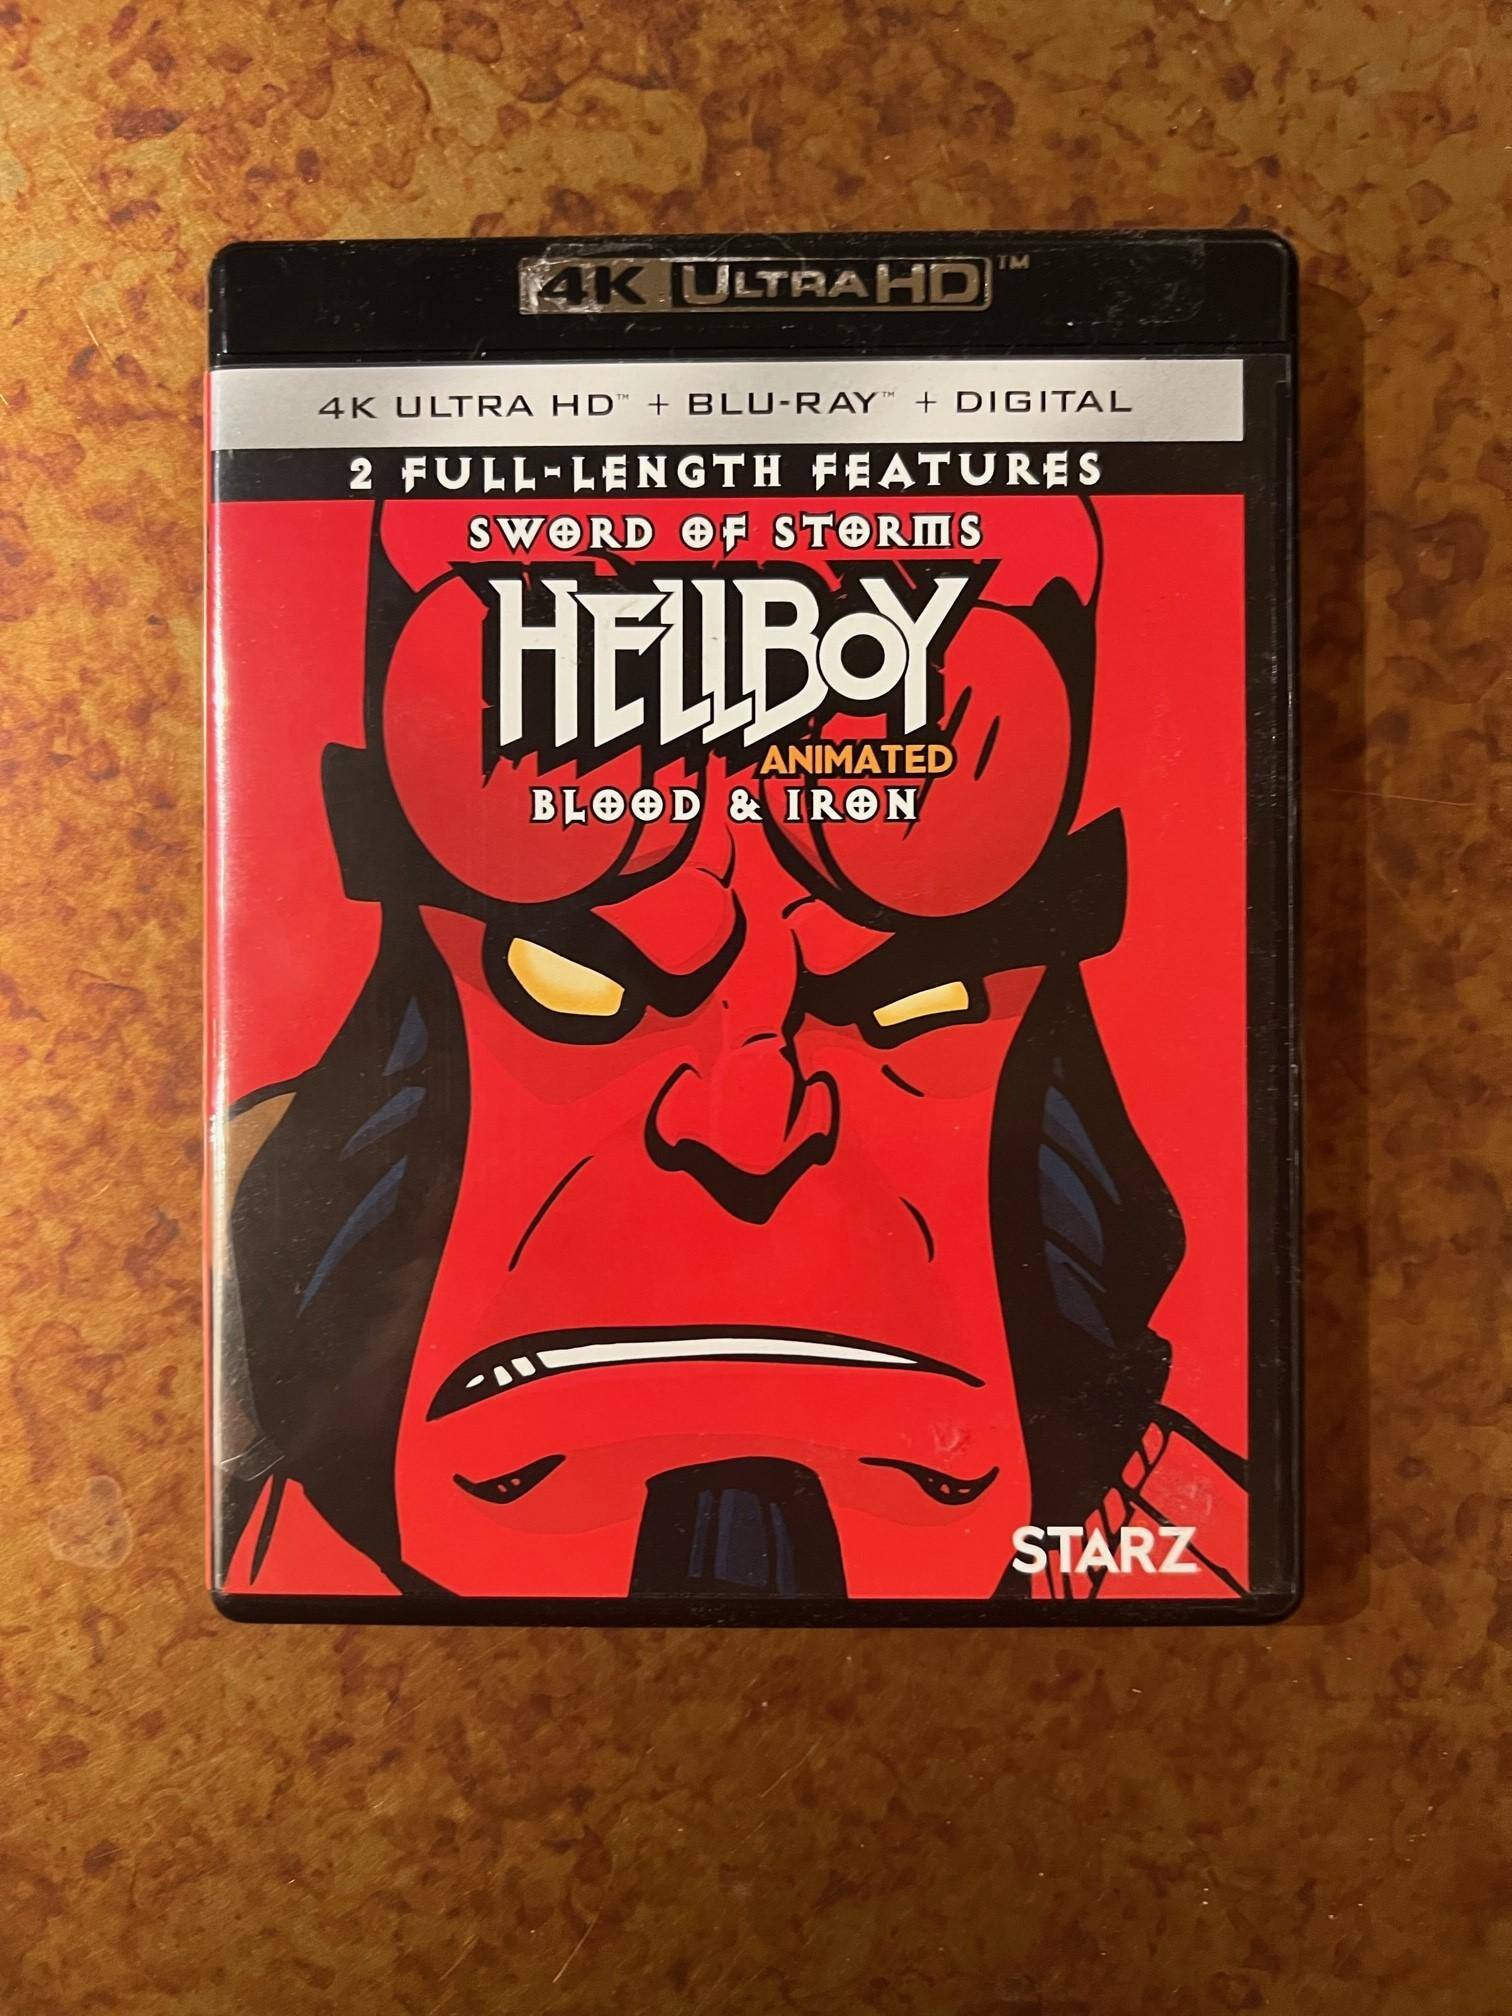 4K ULTRA HD™
4K ULTRA HD™ + BLU-RAY™ + DIGITAL
2 FULL-LENGTH FEATURES
SWORD OF STORMS
HELLBOY
ANIMATED
BLOOD & IRON
STARZ